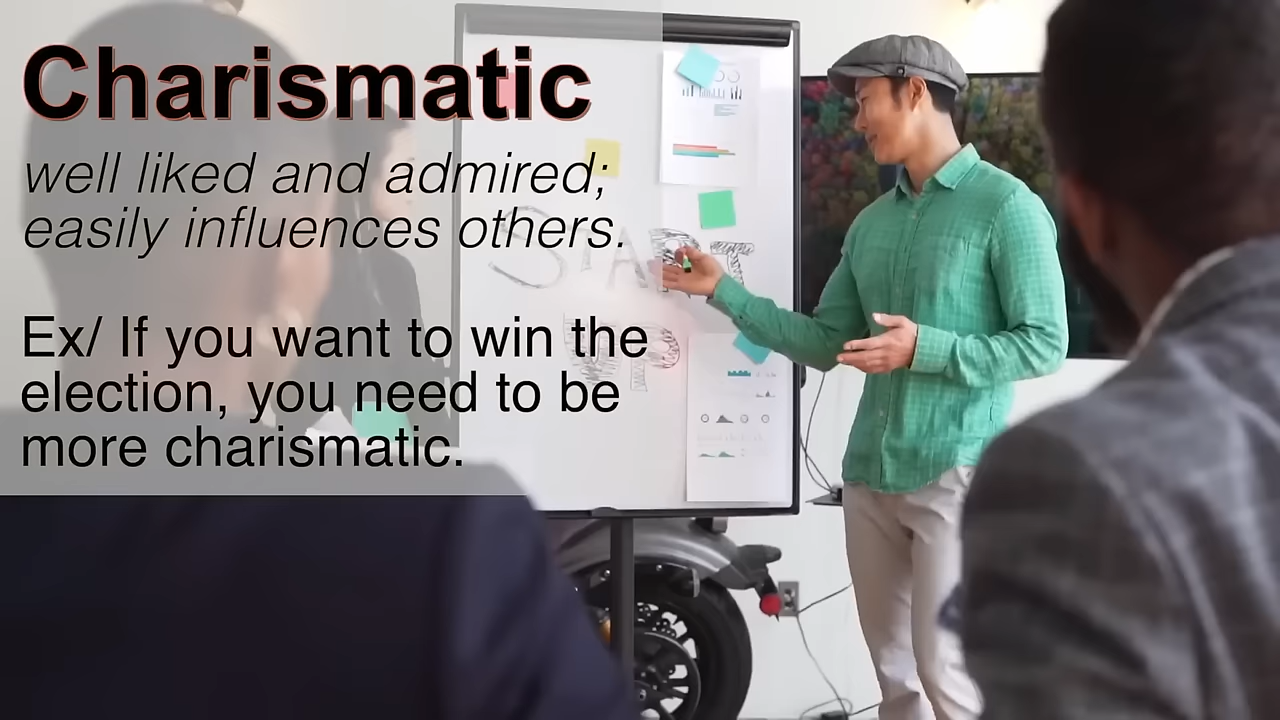 Charismatic
well liked and admired;
easily influences others.
Ex/ If you want to win the
election, you need to be
more charismatic.
START
UP